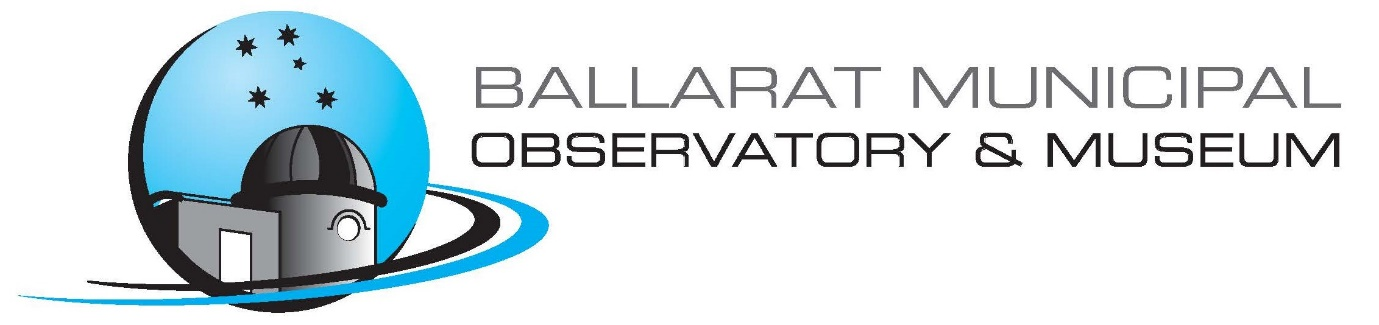 BALLARAT MUNICIPAL
OBSERVATORY & MUSEUM